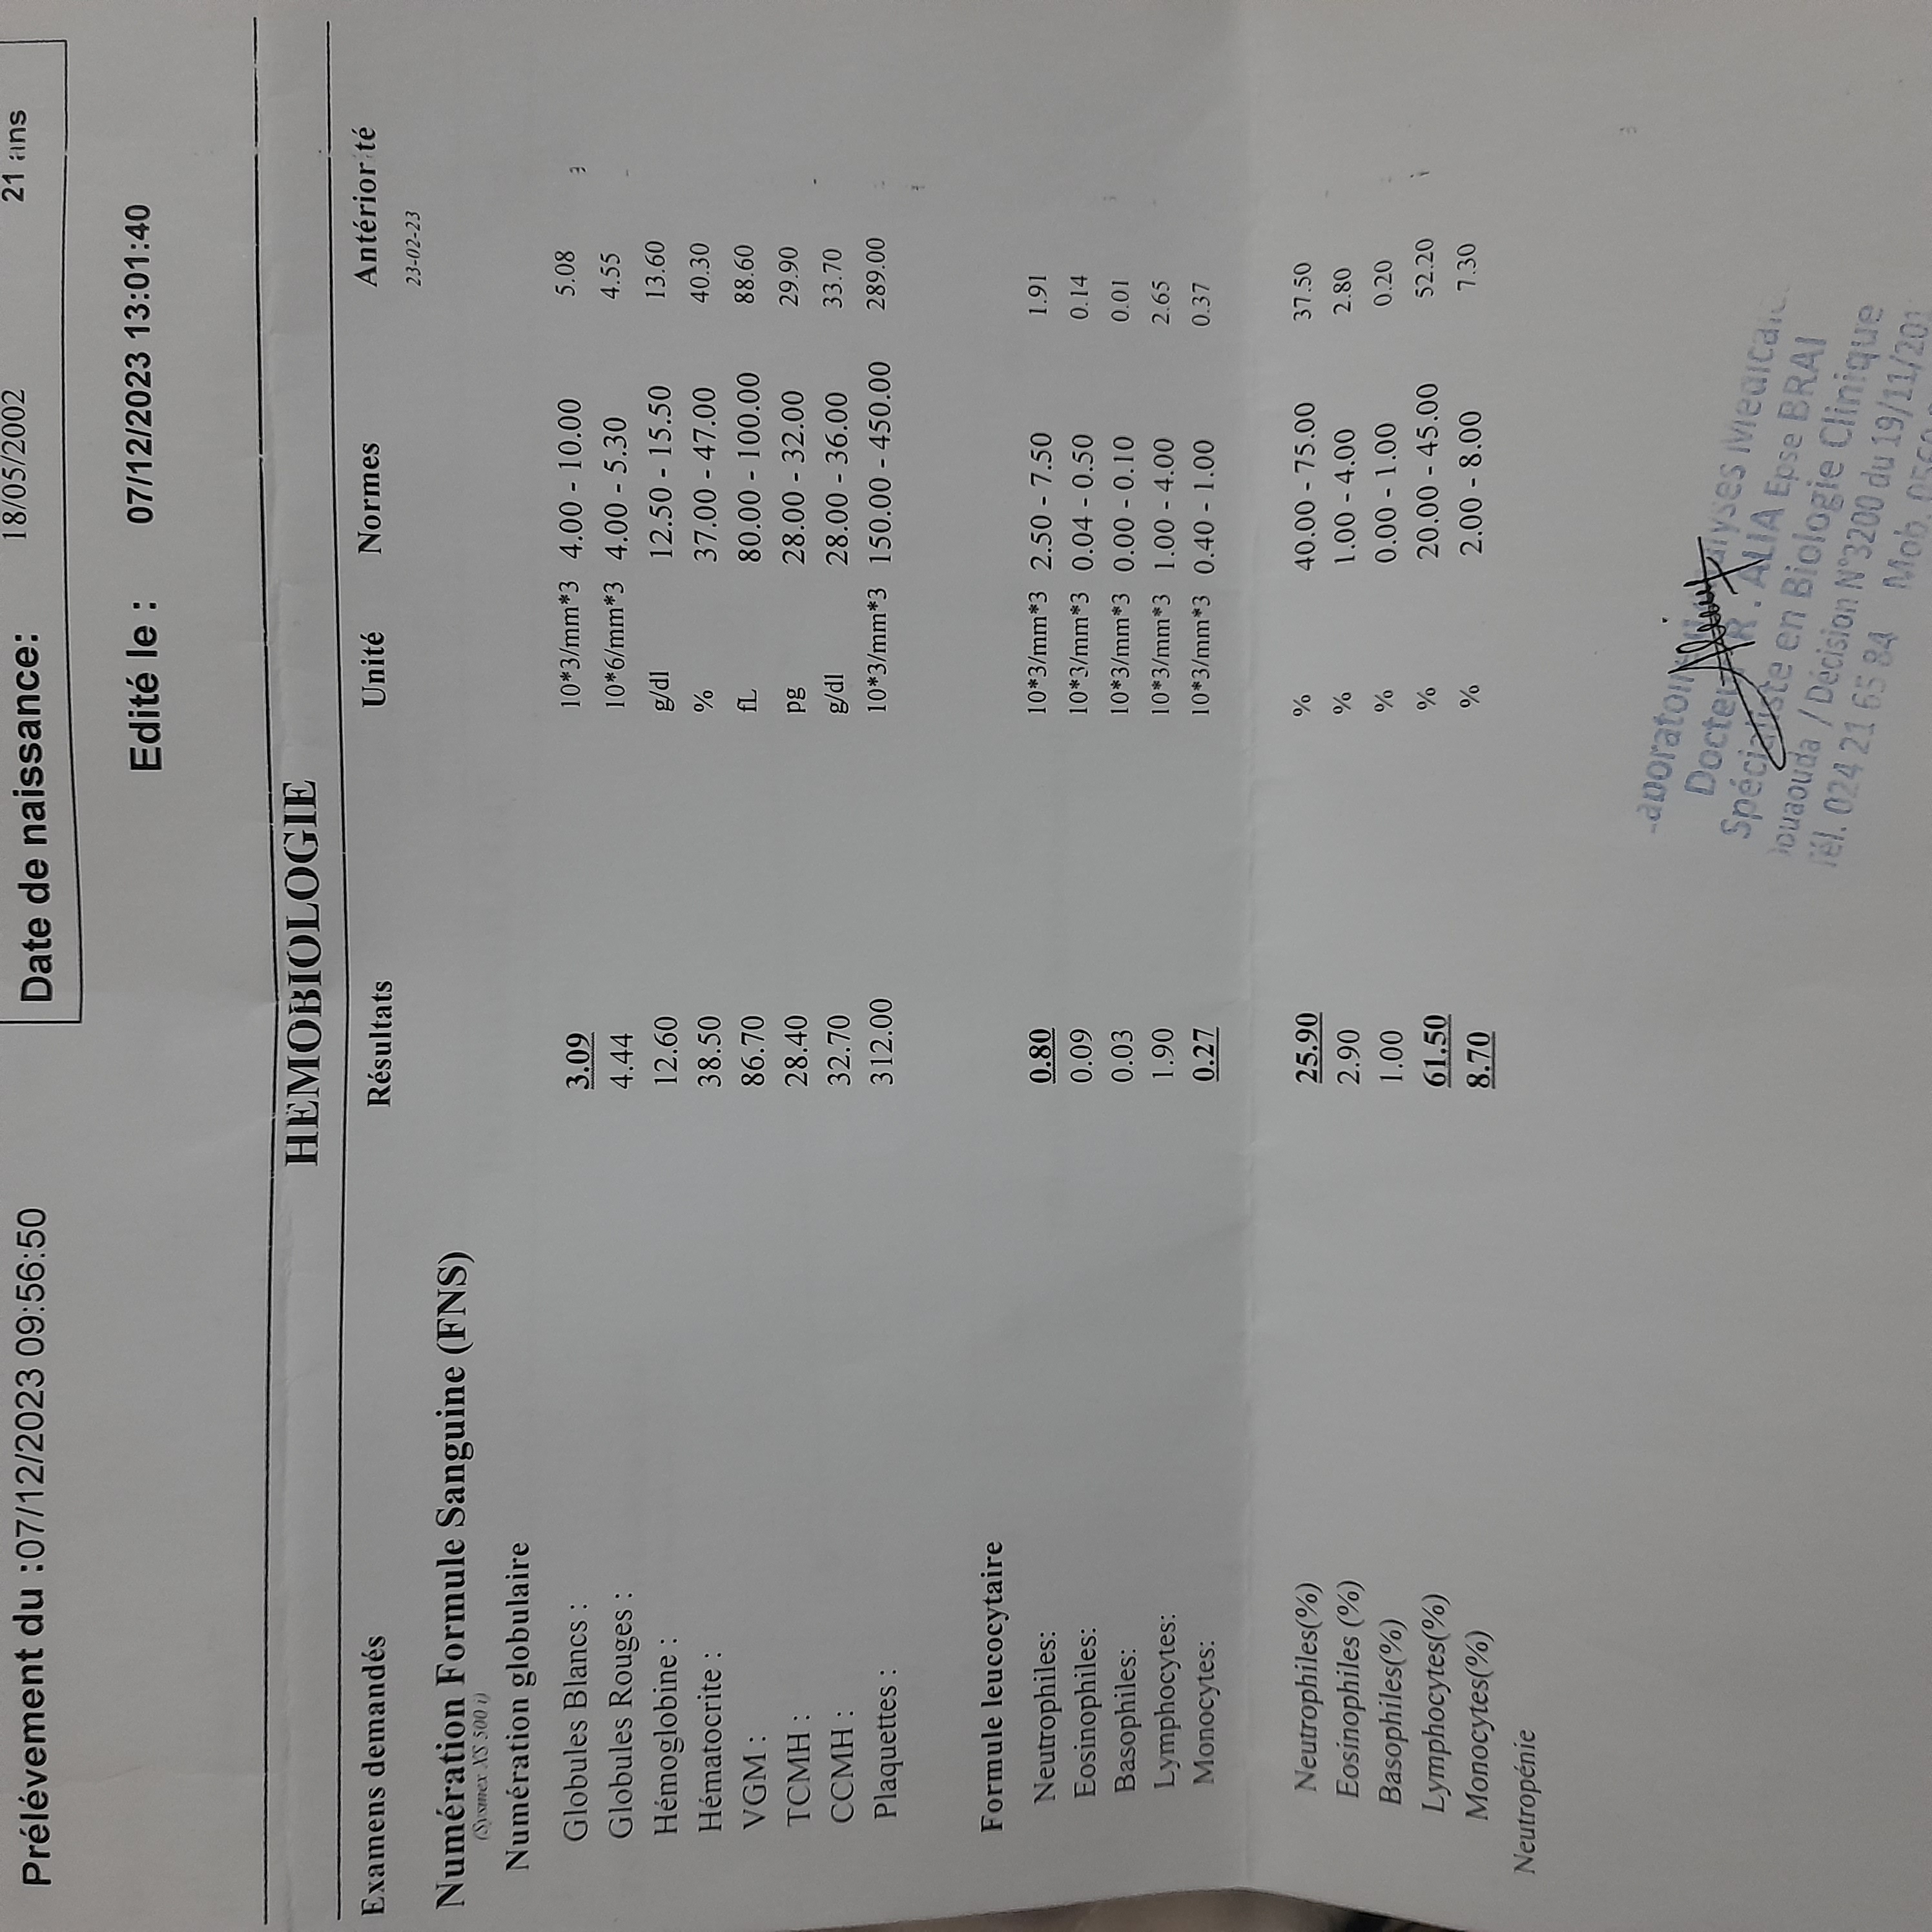 Prélévement du :07/12/2023 09:56:50
Date de naissance: 18/05/2002 21 ans
Edité le : 07/12/2023 13:01:40
HEMOBIOLOGIE
Examens demandés Résultats Unité Normes Antériorité
23-02-23
Numération Formule Sanguine (FNS)
(Sysmex XS 500 i)
Numération globulaire
Globules Blancs : 3.09 10*3/mm*3 4.00 - 10.00 5.08
Globules Rouges : 4.44 10*6/mm*3 4.00 - 5.30 4.55
Hémoglobine : 12.60 g/dl 12.50 - 15.50 13.60
Hématocrite : 38.50 % 37.00 - 47.00 40.30
VGM : 86.70 fL 80.00 - 100.00 88.60
TCMH : 28.40 pg 28.00 - 32.00 29.90
CCMH : 32.70 g/dl 28.00 - 36.00 33.70
Plaquettes : 312.00 10*3/mm*3 150.00 - 450.00 289.00
Formule leucocytaire
Neutrophiles: 0.80 10*3/mm*3 2.50 - 7.50 1.91
Eosinophiles: 0.09 10*3/mm*3 0.04 - 0.50 0.14
Basophiles: 0.03 10*3/mm*3 0.00 - 0.10 0.01
Lymphocytes: 1.90 10*3/mm*3 1.00 - 4.00 2.65
Monocytes: 0.27 10*3/mm*3 0.40 - 1.00 0.37
Neutrophiles(%) 25.90 % 40.00 - 75.00 37.50
Eosinophiles (%) 2.90 % 1.00 - 4.00 2.80
Basophiles(%) 1.00 % 0.00 - 1.00 0.20
Lymphocytes(%) 61.50 % 20.00 - 45.00 52.20
Monocytes(%) 8.70 % 2.00 - 8.00 7.30
Neutropénie
R . ALIA Epse BRAI
Spécialiste en Biologie Clinique
/ Décision N°3200 du 19/11/201
Tél. 024 21 65 84 Mob.